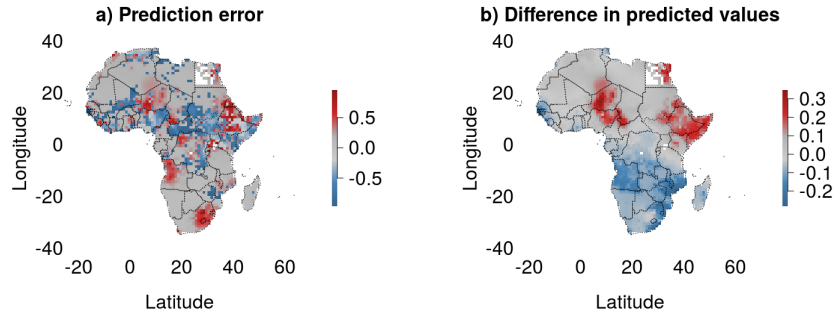 a) Prediction error
40
20
0
-20
-40
-20 0 20 40 60
Longitude
Latitude
0.5
0.0
-0.5
b) Difference in predicted values
40
20
0
-20
-40
-20 0 20 40 60
Longitude
Latitude
0.3
0.2
0.1
0.0
-0.1
-0.2